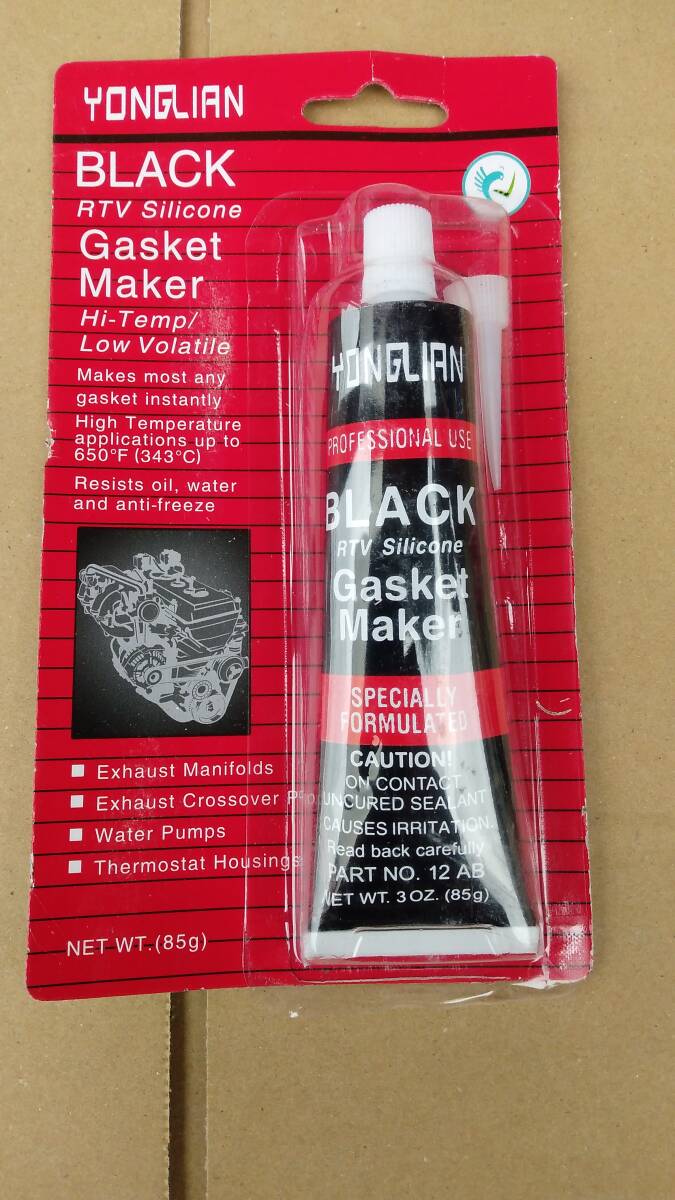 YONGLIAN
BLACK
RTV Silicone
Gasket
Maker
Hi-Temp/
Low Volatile
Makes most any
gasket instantly
High Temperature
applications up to
650°F (343°C)
Resists oil, water
and anti-freeze
Exhaust Manifolds
Exhaust Crossover
Water Pumps
Thermostat Housings
NET WT.(85g)
YONGLIAN
PROFESSIONAL USE
BLACK
RTV Silicone
Gasket
Maker
SPECIALLY
FORMULATED
CAUTION!
ON CONTACT
UNCURED SEALANT
CAUSES IRRITATION.
Read back carefully
PART NO. 12 AB
NET WT. 3 OZ. (85g)